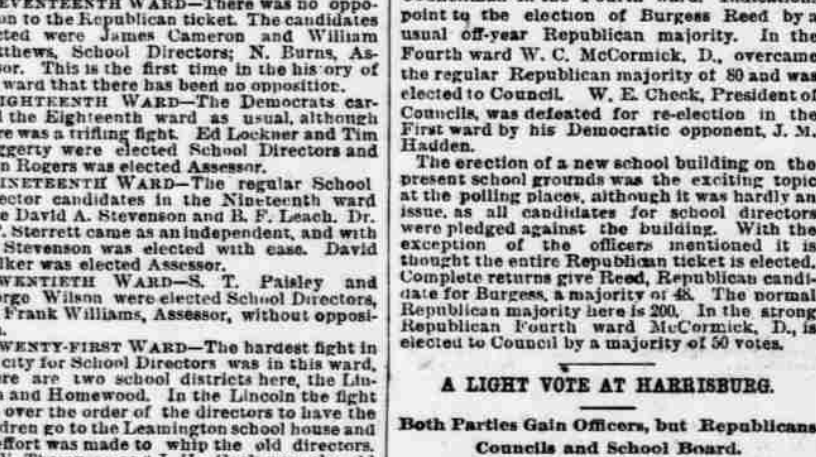 EVENTEENTH WARD—There was no oppo-
on to the Republican ticket. The candidates
cted were James Cameron and William
tthews, School Directors; N. Burns, As-
sor. This is the first time in the his ory of
ward that there has been no opposition.
IGHTEENTH WARD—The Democrats car-
the Eighteenth ward as usual, although
re was a trifling fight. Ed Lockner and Tim
ggerty were elected School Directors and
n Rogers was elected Assessor.
NINETEENTH WARD—The regular School
ector candidates in the Nineteenth ward
e David A. Stevenson and B. F. Leach. Dr.
Sterrett came as an independent, and with
Stevenson was elected with ease. David
lker was elected Assessor.
WENTIETH WARD—S. T. Paisley and
orge Wilson were elected School Directors,
Frank Williams, Assessor, without opposi-
WENTY-FIRST WARD—The hardest fight in
city for School Directors was in this ward.
re are two school districts here, the Lin-
n and Homewood. In the Lincoln the fight
over the order of the directors to have the
dren go to the Leamington school house and
effort was made to whip the old directors.
point to the election of Burgess Reed by a
usual off-year Republican majority. In the
Fourth ward W. C. McCormick, D., overcame
the regular Republican majority of 80 and was
elected to Council. W. E. Check, President of
Councils, was defeated for re-election in the
First ward by his Democratic opponent, J. M.
Hadden.
The erection of a new school building on the
present school grounds was the exciting topic
at the polling places, although it was hardly an
issue, as all candidates for school directors
were pledged against the building. With the
exception of the officers mentioned it is
thought the entire Republican ticket is elected.
Complete returns give Reed, Republican candi-
date for Burgess, a majority of 48. The normal
Republican majority here is 200. In the strong
Republican Fourth ward McCormick, D., is
elected to Council by a majority of 50 votes.
A LIGHT VOTE AT HARRISBURG.
Both Parties Gain Officers, but Republicans
Councils and School Board.